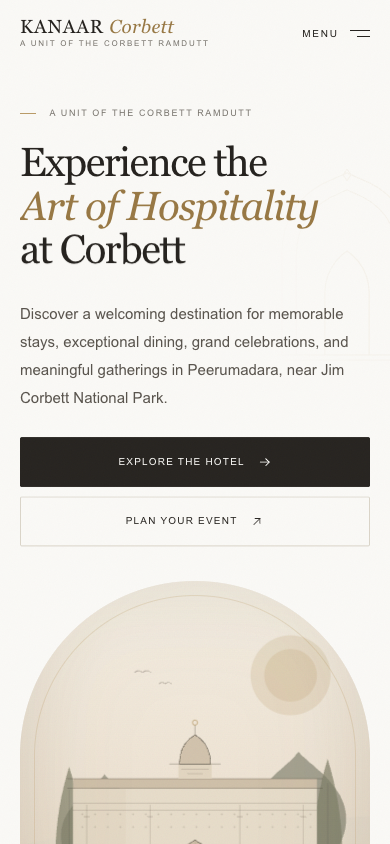 KANAAR Corbett
A UNIT OF THE CORBETT RAMDUTT
MENU
A UNIT OF THE CORBETT RAMDUTT
Experience the
Art of Hospitality
at Corbett
Discover a welcoming destination for memorable
stays, exceptional dining, grand celebrations, and
meaningful gatherings in Peerumadara, near Jim
Corbett National Park.
EXPLORE THE HOTEL →
PLAN YOUR EVENT ↗